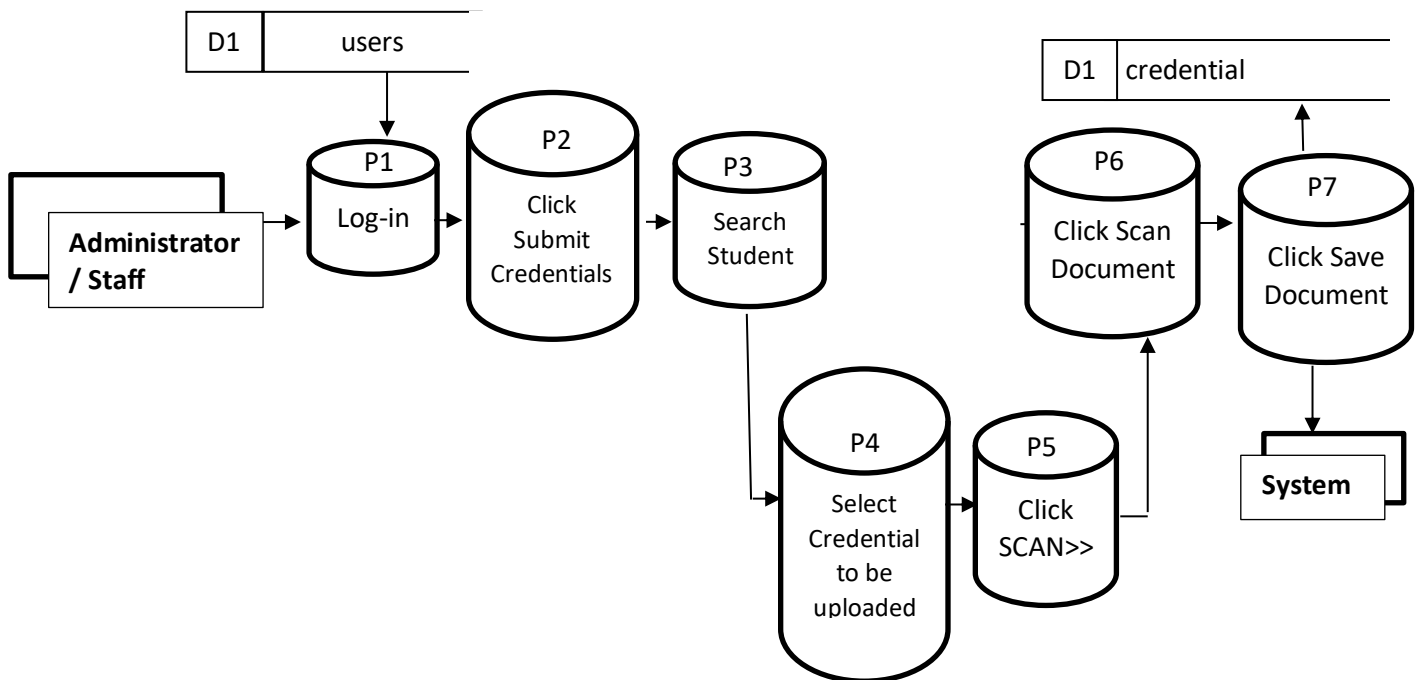 D1 users
D1 credential
Administrator
/ Staff
P1
Log-in
P2
Click
Submit
Credentials
P3
Search
Student
P4
Select
Credential
to be
uploaded
P5
Click
SCAN>>
P6
Click Scan
Document
P7
Click Save
Document
System